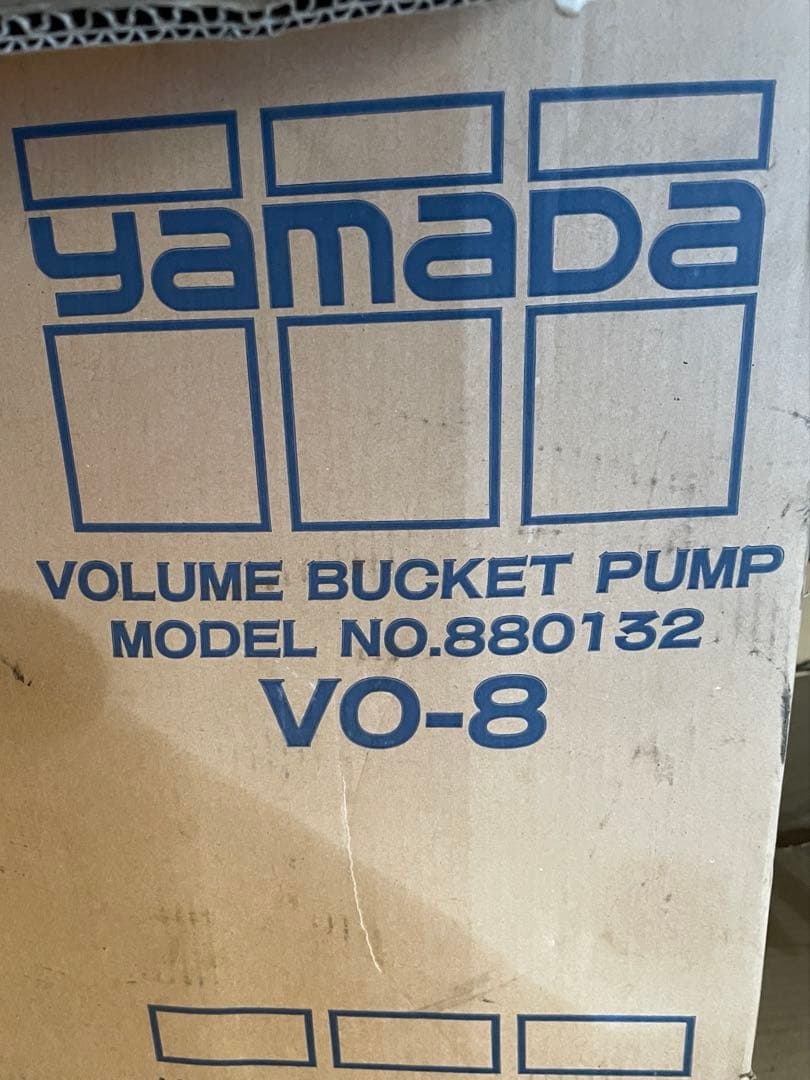 yamaDa
VOLUME BUCKET PUMP
MODEL NO.880132
VO-8